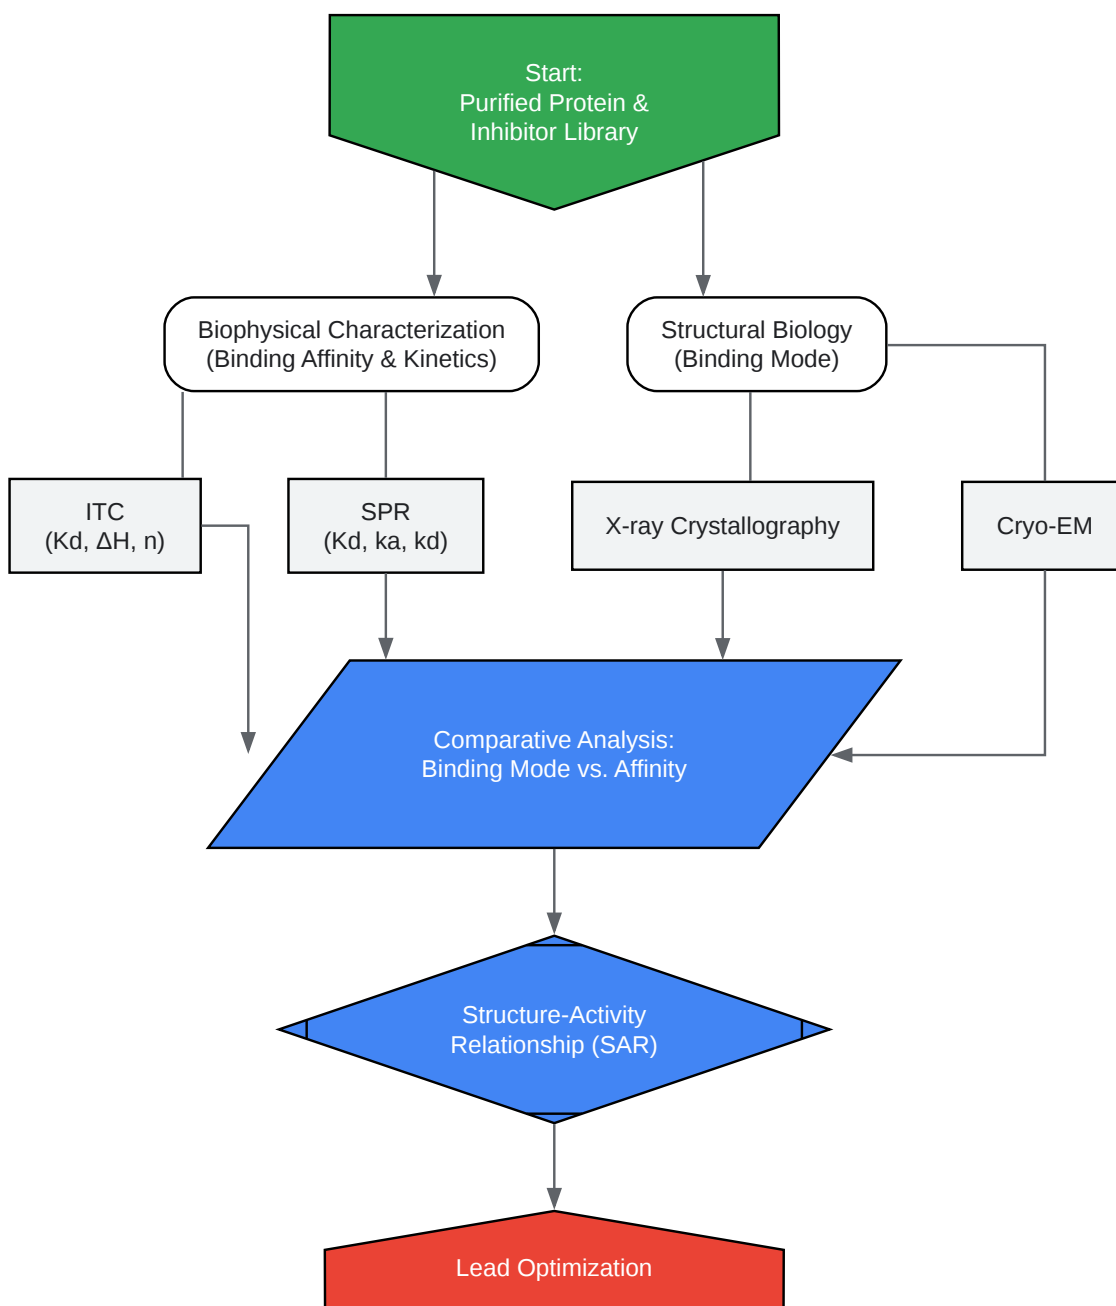 Start:
Purified Protein &
Inhibitor Library
Biophysical Characterization
(Binding Affinity & Kinetics)
Structural Biology
(Binding Mode)
ITC
(Kd, ΔH, n)
SPR
(Kd, ka, kd)
X-ray Crystallography
Cryo-EM
Comparative Analysis:
Binding Mode vs. Affinity
Structure-Activity
Relationship (SAR)
Lead Optimization